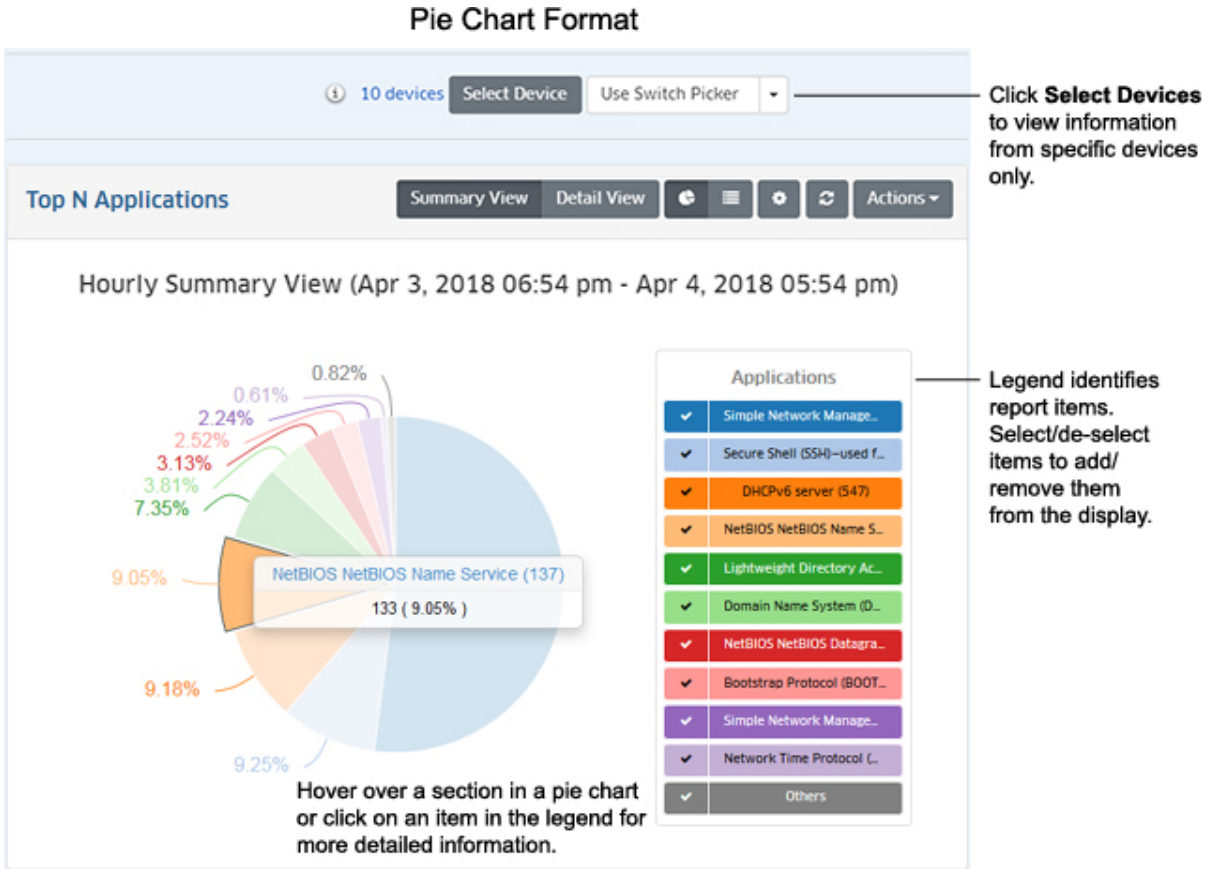 Pie Chart Format
10 devices Select Device Use Switch Picker
Click Select Devices
to view information
from specific devices
only.
Top N Applications
Summary View Detail View Actions
Hourly Summary View (Apr 3, 2018 06:54 pm - Apr 4, 2018 05:54 pm)
0.82%
0.61%
2.24%
2.52%
3.13%
3.81%
7.35%
9.05%
9.18%
9.25%
NetBIOS NetBIOS Name Service (137)
133 ( 9.05% )
Applications
Simple Network Manage...
Secure Shell (SSH)—used f...
DHCPv6 server (547)
NetBIOS NetBIOS Name S...
Lightweight Directory Ac...
Domain Name System (D...
NetBIOS NetBIOS Datagra...
Bootstrap Protocol (BOOT...
Simple Network Manage...
Network Time Protocol (...
Others
Legend identifies
report items.
Select/de-select
items to add/
remove them
from the display.
Hover over a section in a pie chart
or click on an item in the legend for
more detailed information.